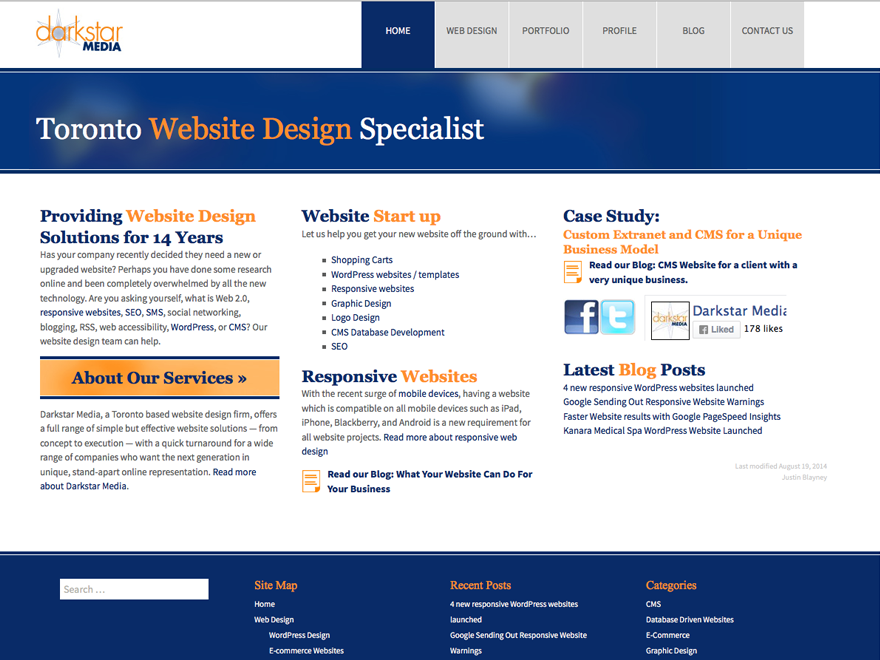 darkstar
MEDIA
HOME
WEB DESIGN
PORTFOLIO
PROFILE
BLOG
CONTACT US
Toronto Website Design Specialist
Providing Website Design
Solutions for 14 Years
Has your company recently decided they need a new or
upgraded website? Perhaps you have done some research
online and been completely overwhelmed by all the new
technology. Are you asking yourself, what is Web 2.0,
responsive websites, SEO, SMS, social networking,
blogging, RSS, web accessibility, WordPress, or CMS? Our
website design team can help.
About Our Services »
Darkstar Media, a Toronto based website design firm, offers
a full range of simple but effective website solutions — from
concept to execution — with a quick turnaround for a wide
range of companies who want the next generation in
unique, stand-apart online representation. Read more
about Darkstar Media.
Website Start up
Let us help you get your new website off the ground with…
Shopping Carts
WordPress websites / templates
Responsive websites
Graphic Design
Logo Design
CMS Database Development
SEO
Responsive Websites
With the recent surge of mobile devices, having a website
which is compatible on all mobile devices such as iPad,
iPhone, Blackberry, and Android is a new requirement for
all website projects. Read more about responsive web
design
Read our Blog: What Your Website Can Do For
Your Business
Case Study:
Custom Extranet and CMS for a Unique
Business Model
Read our Blog: CMS Website for a client with a
very unique business.
f
t
darkstar
MEDIA
Darkstar Media
Liked
178 likes
Latest Blog Posts
4 new responsive WordPress websites launched
Google Sending Out Responsive Website Warnings
Faster Website results with Google PageSpeed Insights
Kanara Medical Spa WordPress Website Launched
Last modified August 19, 2014
Justin Blayney
Search …
Site Map
Home
Web Design
WordPress Design
E-commerce Websites
Recent Posts
4 new responsive WordPress websites
launched
Google Sending Out Responsive Website
Warnings
Categories
CMS
Database Driven Websites
E-Commerce
Graphic Design